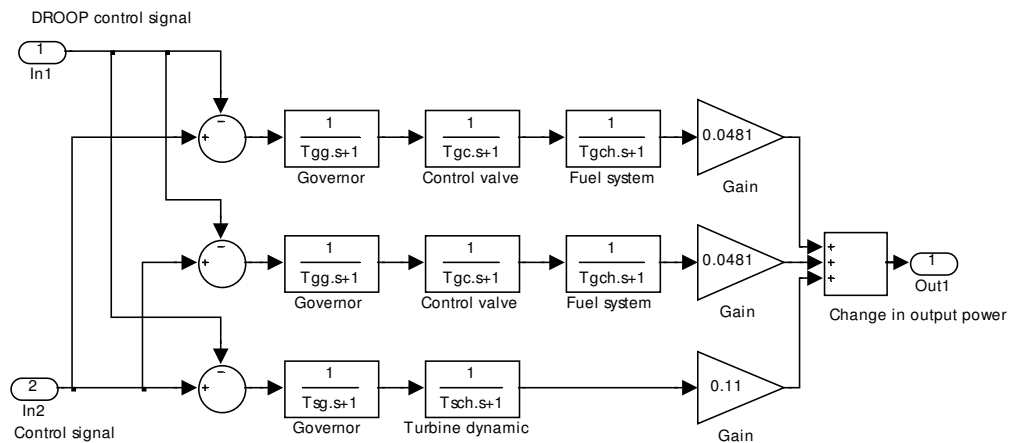 DROOP control signal
1
In1
−
+
1
Tgg.s+1
Governor
1
Tgc.s+1
Control valve
1
Tgch.s+1
Fuel system
0.0481
Gain
−
+
1
Tgg.s+1
Governor
1
Tgc.s+1
Control valve
1
Tgch.s+1
Fuel system
0.0481
Gain
+
+
+
1
Out1
Change in output power
2
In2
Control signal
−
+
1
Tsg.s+1
Governor
1
Tsch.s+1
Turbine dynamic
0.11
Gain